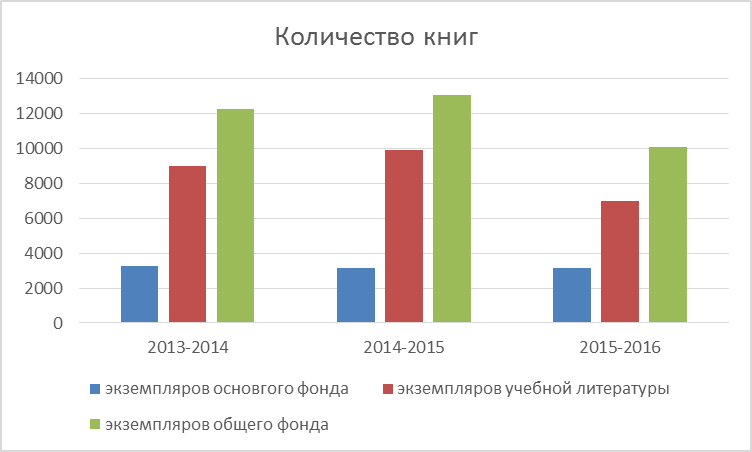 Количество книг
14000
12000
10000
8000
6000
4000
2000
0
2013-2014 2014-2015 2015-2016
экземпляров основгого фонда экземпляров учебной литературы
экземпляров общего фонда